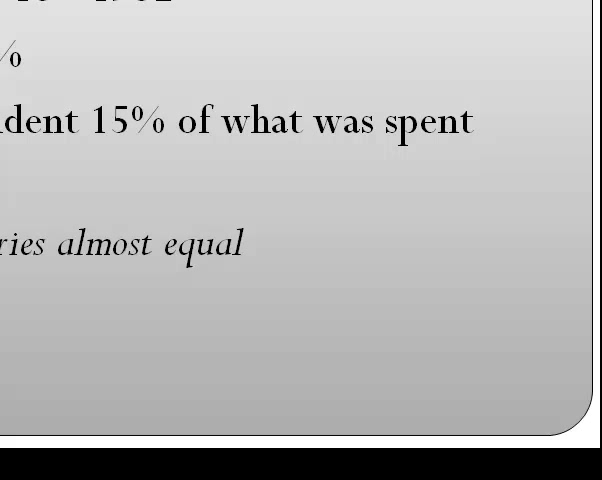 %
dent 15% of what was spent
ries almost equal